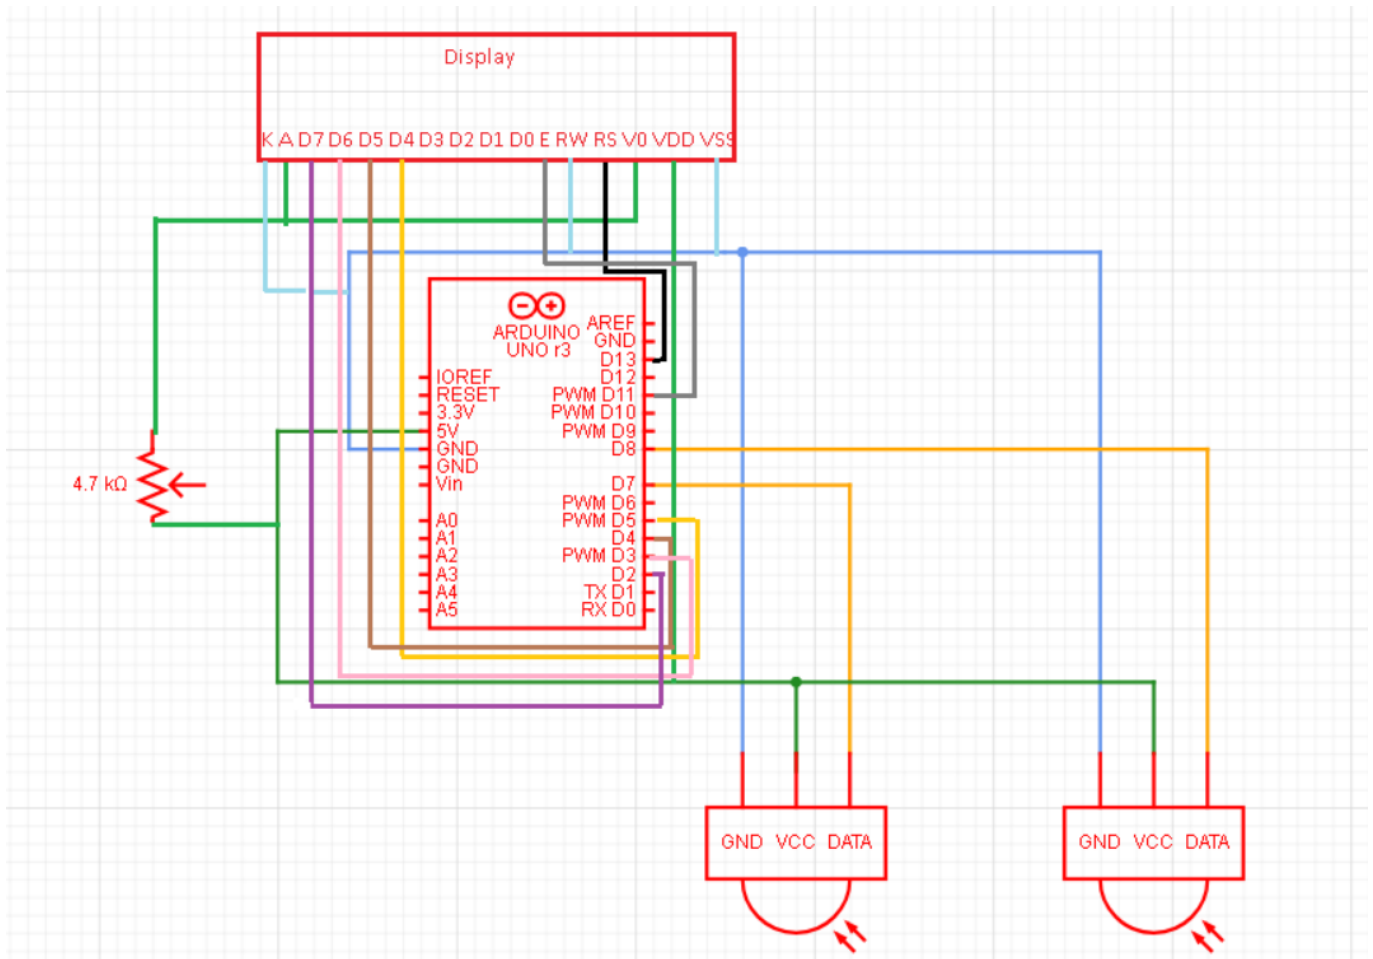 Display
K A D7 D6 D5 D4 D3 D2 D1 D0 E RW RS V0 VDD VSS
ARDUINO
UNO r3
AREF
GND
D13
D12
PWM D11
PWM D10
PWM D9
D8
D7
PWM D6
PWM D5
D4
PWM D3
D2
TX D1
RX D0
IOREF
RESET
3.3V
5V
GND
GND
Vin
A0
A1
A2
A3
A4
A5
4.7 kΩ
GND VCC DATA
GND VCC DATA